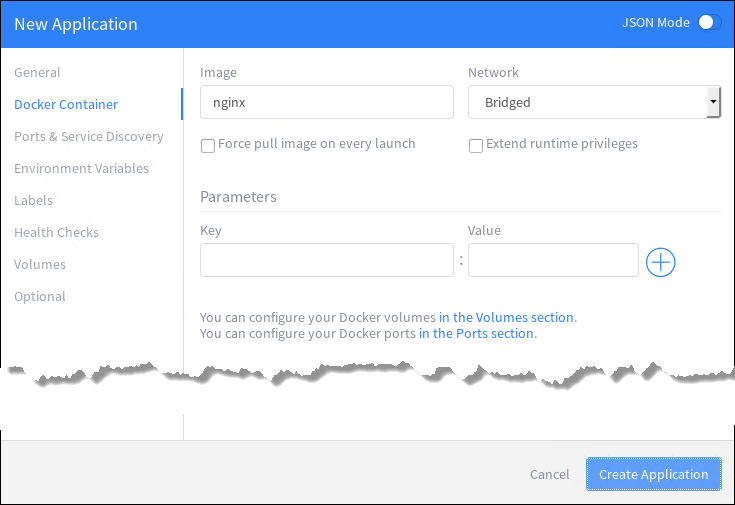 New Application
JSON Mode
General
Docker Container
Ports & Service Discovery
Environment Variables
Labels
Health Checks
Volumes
Optional
Image
Network
nginx
Bridged
Force pull image on every launch
Extend runtime privileges
Parameters
Key
Value
:
You can configure your Docker volumes in the Volumes section.
You can configure your Docker ports in the Ports section.
Cancel
Create Application